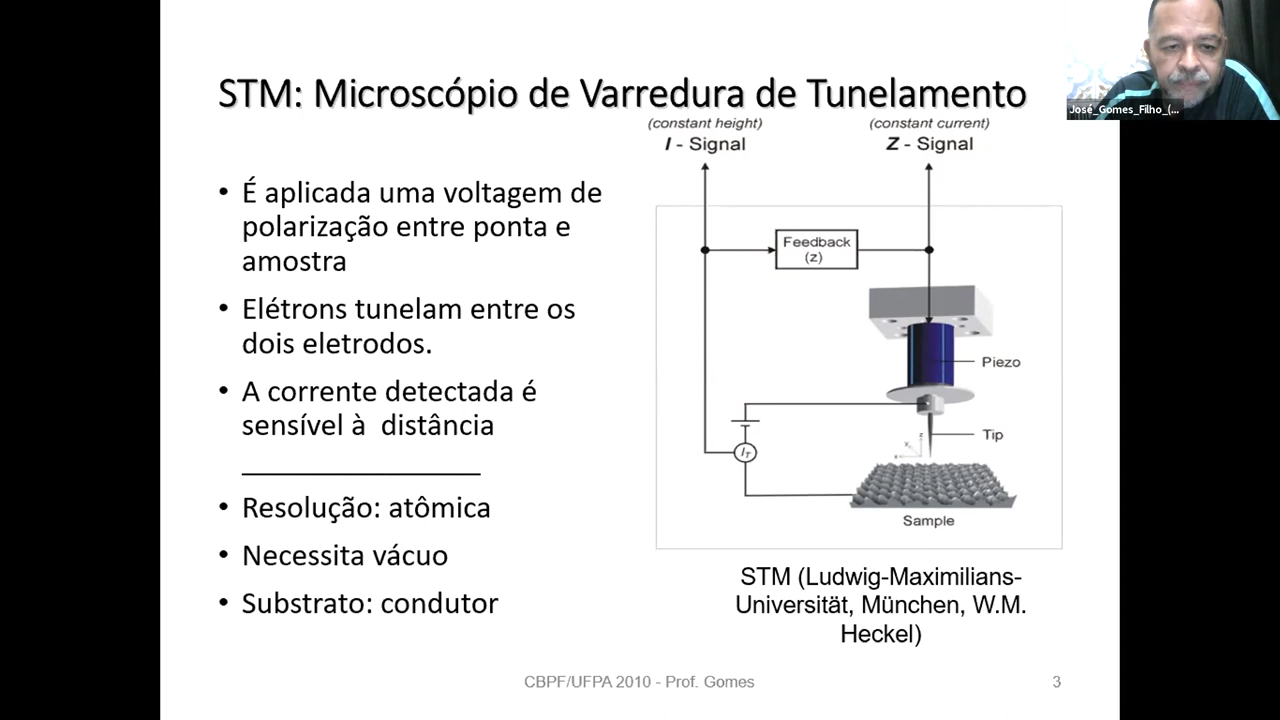 STM: Microscópio de Varredura de Tunelamento
José_Gomes_Filho_(...
(constant height)
I - Signal
(constant current)
Z - Signal
• É aplicada uma voltagem de
polarização entre ponta e
amostra
• Elétrons tunelam entre os
dois eletrodos.
• A corrente detectada é
sensível à distância
• Resolução: atômica
• Necessita vácuo
• Substrato: condutor
Feedback
(z)
Piezo
Tip
z
y
x
I_T
Sample
STM (Ludwig-Maximilians-
Universität, München, W.M.
Heckel)
CBPF/UFPA 2010 - Prof. Gomes
3